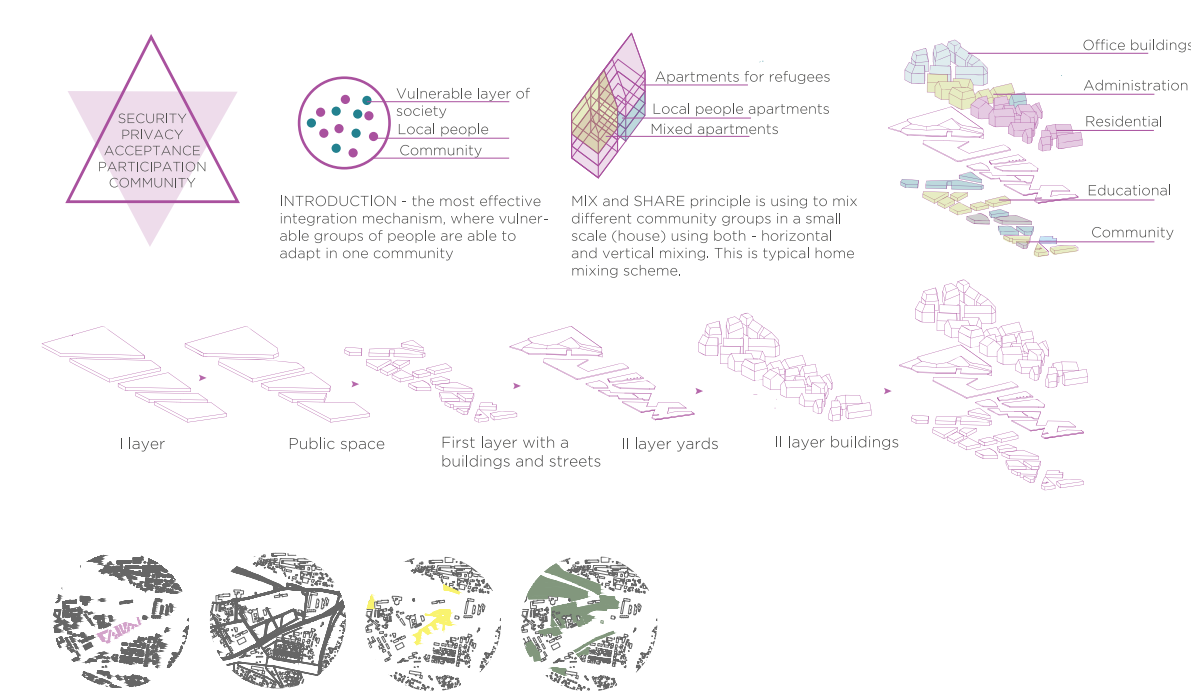 SECURITY
PRIVACY
ACCEPTANCE
PARTICIPATION
COMMUNITY
Vulnerable layer of
society
Local people
Community
INTRODUCTION - the most effective
integration mechanism, where vulner-
able groups of people are able to
adapt in one community
Apartments for refugees
Local people apartments
Mixed apartments
MIX and SHARE principle is using to mix
different community groups in a small
scale (house) using both - horizontal
and vertical mixing. This is typical home
mixing scheme.
Office buildings
Administration
Residential
Educational
Community
I layer
Public space
First layer with a
buildings and streets
II layer yards
II layer buildings